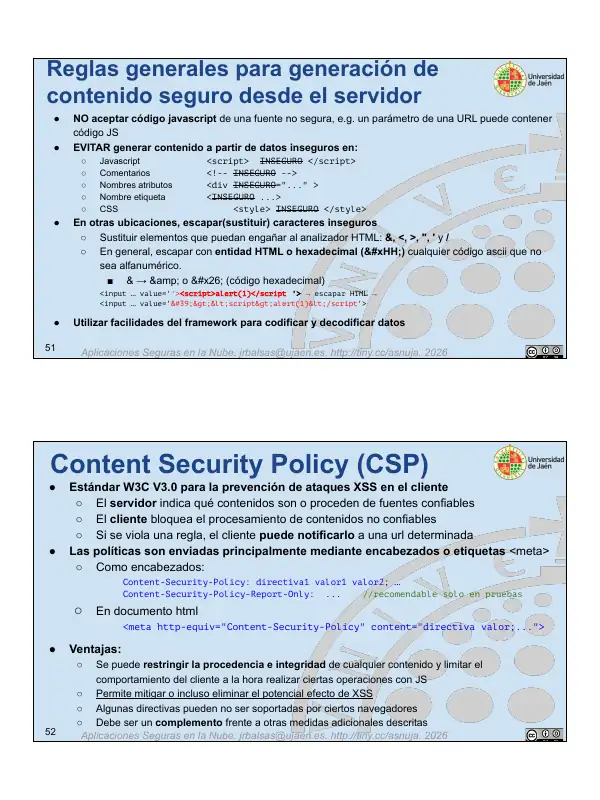 Reglas generales para generación de
contenido seguro desde el servidor
Universidad
de Jaén
● NO aceptar código javascript de una fuente no segura, e.g. un parámetro de una URL puede contener
código JS
● EVITAR generar contenido a partir de datos inseguros en:
○ Javascript <script> INSEGURO </script>
○ Comentarios <!-- INSEGURO -->
○ Nombres atributos <div INSEGURO="..." >
○ Nombre etiqueta <INSEGURO ...>
○ CSS <style> INSEGURO </style>
● En otras ubicaciones, escapar(sustituir) caracteres inseguros
○ Sustituir elementos que puedan engañar al analizador HTML: &, <, >, ", ' y /
○ En general, escapar con entidad HTML o hexadecimal (&#xHH;) cualquier código ascii que no
sea alfanumérico.
■ & → &amp; o &#x26; (código hexadecimal)
<input … value=''><script>alert(1)</script '> → escapar HTML →
<input … value='&#39;&gt;&lt;script&gt;alert(1)&lt;/script'>
● Utilizar facilidades del framework para codificar y decodificar datos
51
Aplicaciones Seguras en la Nube. jrbalsas@ujaen.es. http://tiny.cc/asnuja. 2026
Content Security Policy (CSP)
Universidad
de Jaén
● Estándar W3C V3.0 para la prevención de ataques XSS en el cliente
○ El servidor indica qué contenidos son o proceden de fuentes confiables
○ El cliente bloquea el procesamiento de contenidos no confiables
○ Si se viola una regla, el cliente puede notificarlo a una url determinada
● Las políticas son enviadas principalmente mediante encabezados o etiquetas <meta>
○ Como encabezados:
Content-Security-Policy: directiva1 valor1 valor2; …
Content-Security-Policy-Report-Only: ... //recomendable solo en pruebas
○ En documento html
<meta http-equiv="Content-Security-Policy" content="directiva valor;...">
● Ventajas:
○ Se puede restringir la procedencia e integridad de cualquier contenido y limitar el
comportamiento del cliente a la hora realizar ciertas operaciones con JS
○ Permite mitigar o incluso eliminar el potencial efecto de XSS
○ Algunas directivas pueden no ser soportadas por ciertos navegadores
○ Debe ser un complemento frente a otras medidas adicionales descritas
52
Aplicaciones Seguras en la Nube. jrbalsas@ujaen.es. http://tiny.cc/asnuja. 2026